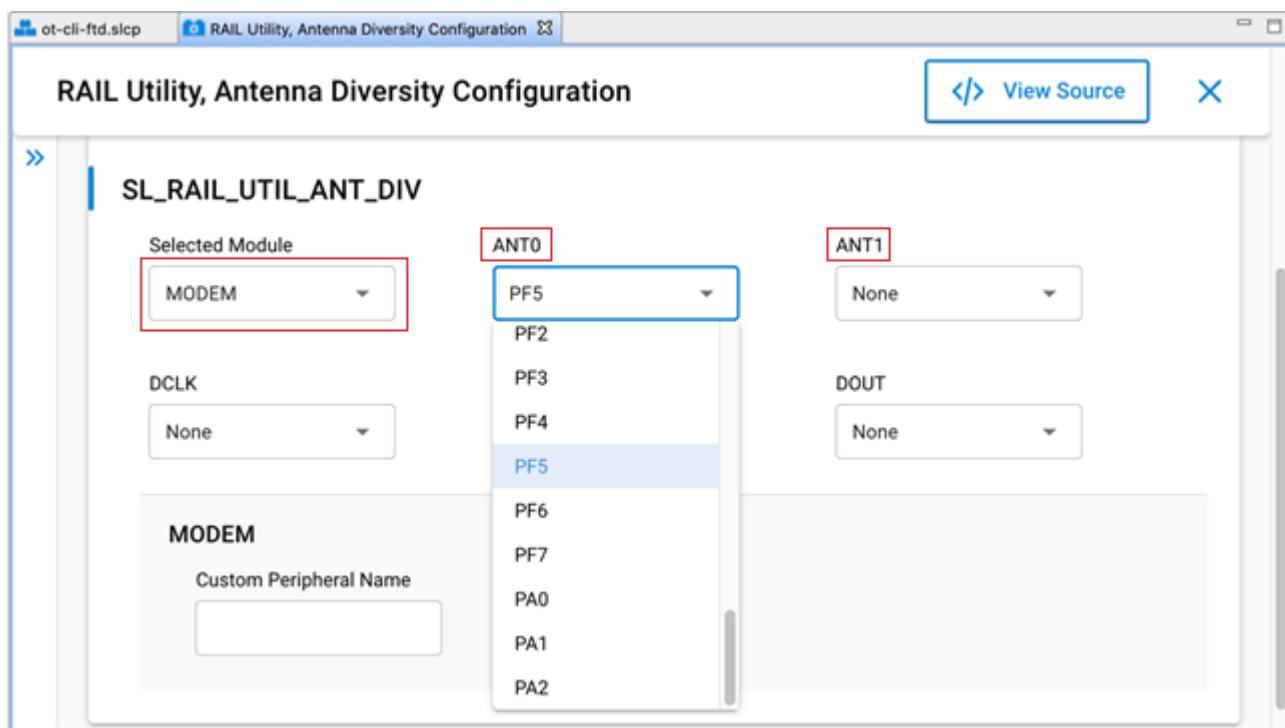 ot-cli-ftd.slcp
RAIL Utility, Antenna Diversity Configuration
RAIL Utility, Antenna Diversity Configuration
</> View Source
SL_RAIL_UTIL_ANT_DIV
Selected Module
ANT0
ANT1
MODEM
PF5
None
PF2
PF3
PF4
PF5
PF6
PF7
PA0
PA1
PA2
DCLK
DOUT
None
None
MODEM
Custom Peripheral Name